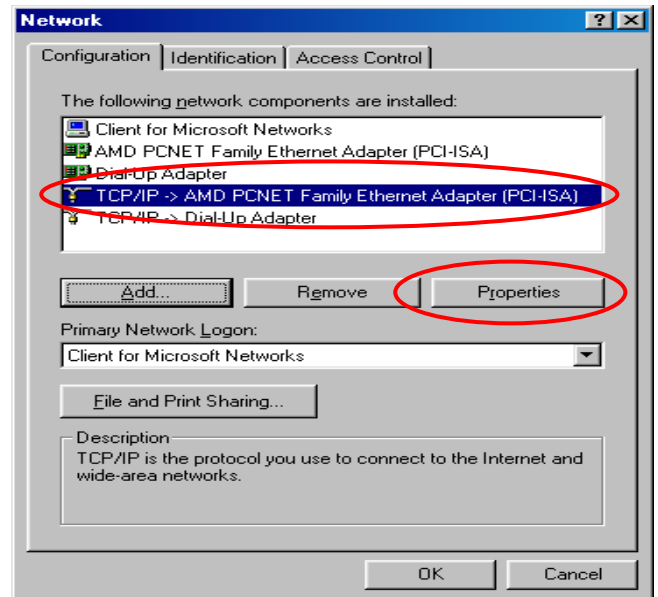 Network
Configuration Identification Access Control
The following network components are installed:
Client for Microsoft Networks
AMD PCNET Family Ethernet Adapter (PCI-ISA)
Dial-Up Adapter
TCP/IP -> AMD PCNET Family Ethernet Adapter (PCI-ISA)
TCP/IP -> Dial-Up Adapter
Add... Remove Properties
Primary Network Logon:
Client for Microsoft Networks
File and Print Sharing...
Description
TCP/IP is the protocol you use to connect to the Internet and
wide-area networks.
OK Cancel